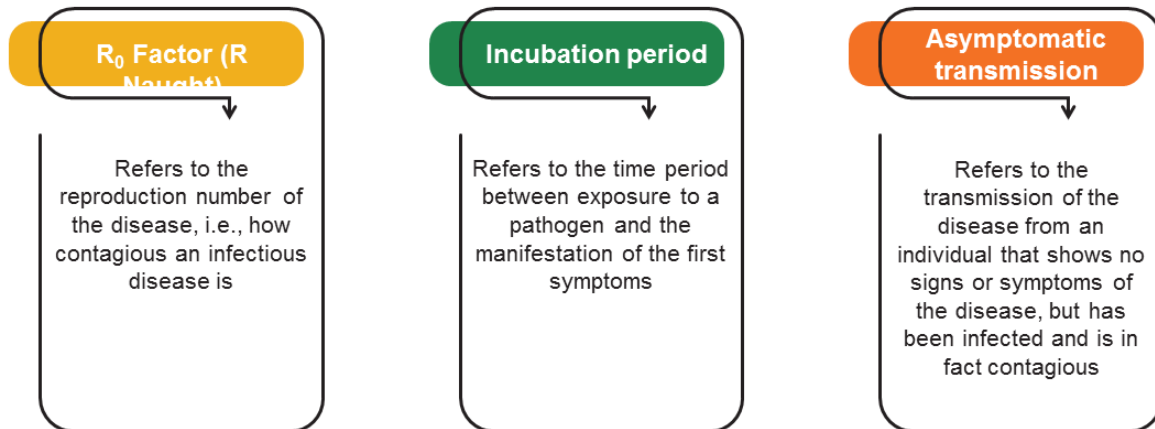 R₀ Factor (R
Naught)
Refers to the
reproduction number of
the disease, i.e., how
contagious an infectious
disease is
Incubation period
Refers to the time period
between exposure to a
pathogen and the
manifestation of the first
symptoms
Asymptomatic
transmission
Refers to the
transmission of the
disease from an
individual that shows no
signs or symptoms of
the disease, but has
been infected and is in
fact contagious